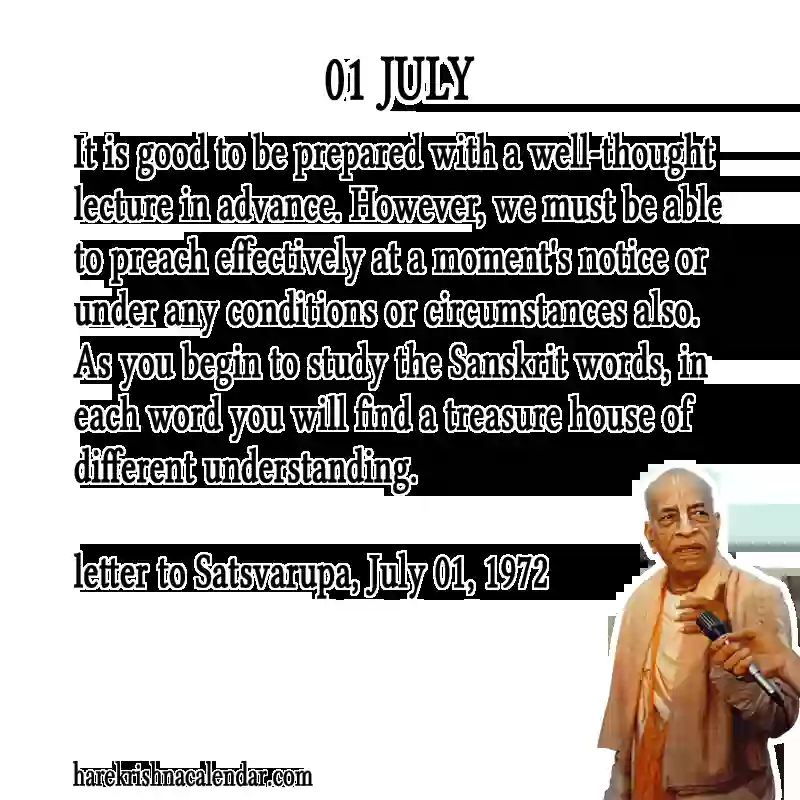 01 JULY
It is good to be prepared with a well-thought
lecture in advance. However, we must be able
to preach effectively at a moment's notice or
under any conditions or circumstances also.
As you begin to study the Sanskrit words, in
each word you will find a treasure house of
different understanding.
letter to Satsvarupa, July 01, 1972
harekrishnacalendar.com